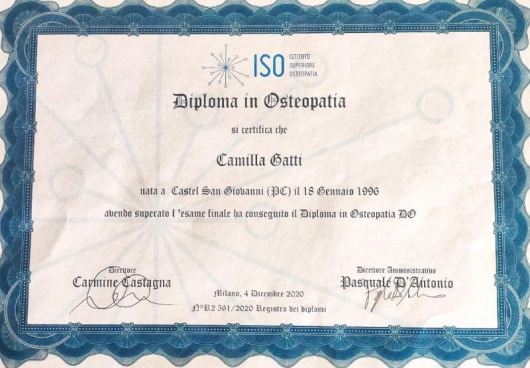 ISO ISTITUTO
SUPERIORE
OSTEOPATIA
Diploma in Osteopatia
si certifica che
Camilla Gatti
nata a Castel San Giovanni (PC) il 18 Gennaio 1996
avendo superato l'esame finale ha conseguito il Diploma in Osteopatia DO
Direttore
Carmine Castagna
Direttore Amministrativo
Pasquale D'Antonio
Milano, 4 Dicembre 2020
N°R2 561/2020 Registro dei diplomi